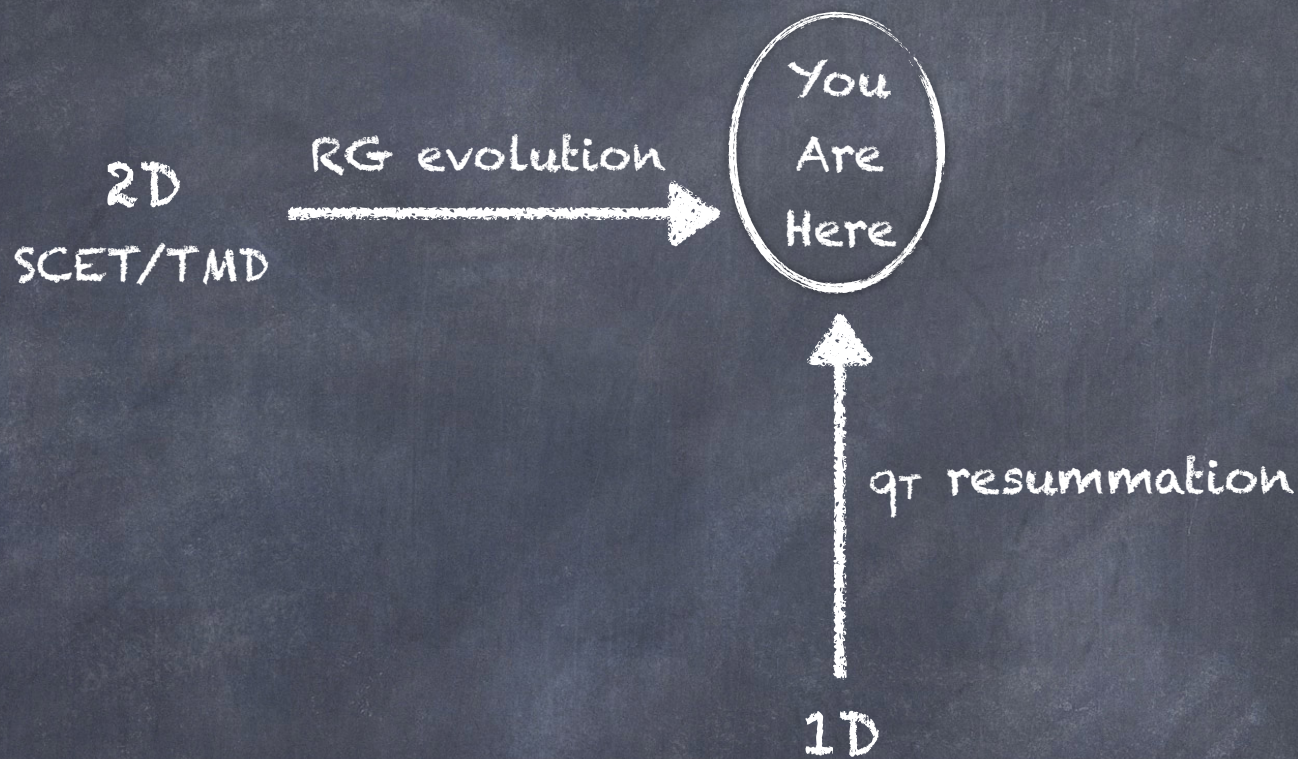 You
Are
Here
RG evolution
2D
SCET/TMD
qT resummation
1D